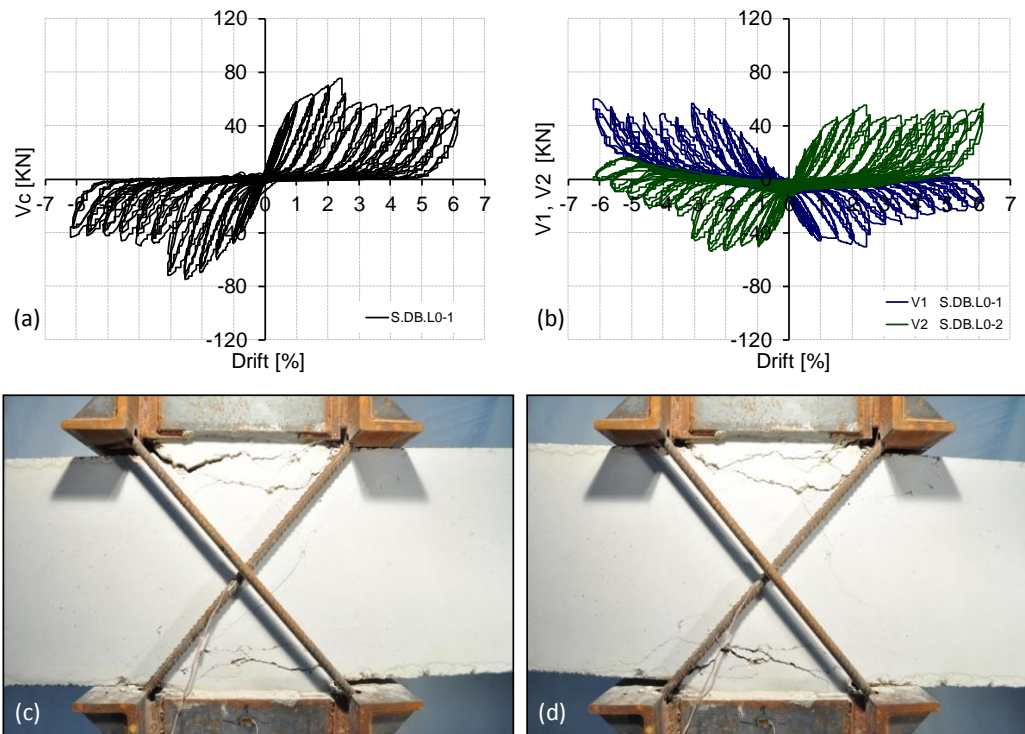 Vc [KN]
120
80
40
0
-40
-80
-120
-7 -6 -5 -4 -3 -2 -1 0 1 2 3 4 5 6 7
S.DB.L0-1
(a)
Drift [%]
V1, V2 [KN]
120
80
40
0
-40
-80
-120
-7 -6 -5 -4 -3 -2 -1 0 1 2 3 4 5 6 7
V1 S.DB.L0-1
V2 S.DB.L0-2
(b)
Drift [%]
(c)
(d)